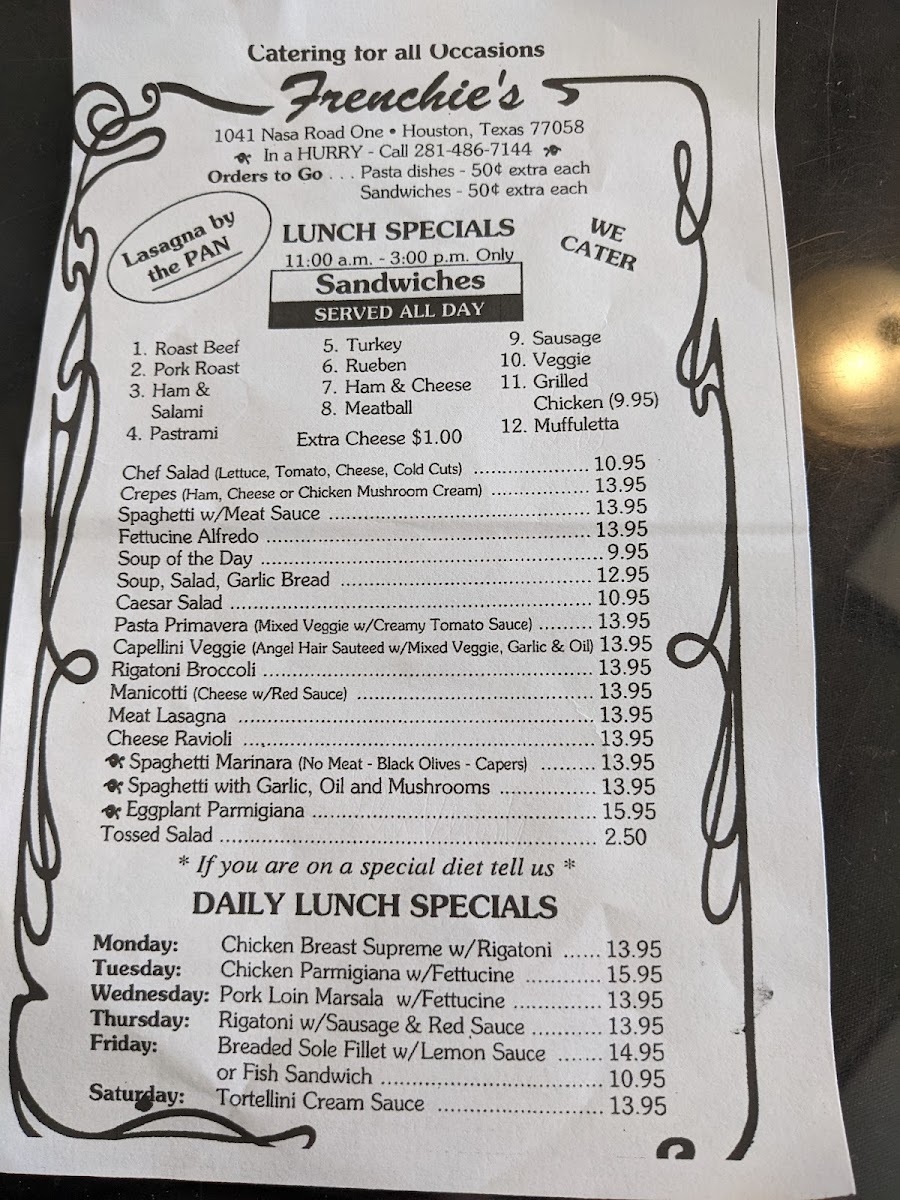 Catering for all Occasions
Frenchie's
1041 Nasa Road One • Houston, Texas 77058
In a HURRY - Call 281-486-7144
Orders to Go . . . Pasta dishes - 50¢ extra each
Sandwiches - 50¢ extra each
Lasagna by
the PAN
LUNCH SPECIALS
11:00 a.m. - 3:00 p.m. Only
WE
CATER
Sandwiches
SERVED ALL DAY
1. Roast Beef
2. Pork Roast
3. Ham &
Salami
4. Pastrami
5. Turkey
6. Rueben
7. Ham & Cheese
8. Meatball
Extra Cheese $1.00
9. Sausage
10. Veggie
11. Grilled
Chicken (9.95)
12. Muffuletta
Chef Salad (Lettuce, Tomato, Cheese, Cold Cuts) ................... 10.95
Crepes (Ham, Cheese or Chicken Mushroom Cream) ................ 13.95
Spaghetti w/Meat Sauce ............................................ 13.95
Fettucine Alfredo ...................................................... 13.95
Soup of the Day ......................................................... 9.95
Soup, Salad, Garlic Bread .......................................... 12.95
Caesar Salad ............................................................ 10.95
Pasta Primavera (Mixed Veggie w/Creamy Tomato Sauce) ......... 13.95
Capellini Veggie (Angel Hair Sauteed w/Mixed Veggie, Garlic & Oil) 13.95
Rigatoni Broccoli ....................................................... 13.95
Manicotti (Cheese w/Red Sauce) ....................................... 13.95
Meat Lasagna ........................................................... 13.95
Cheese Ravioli .......................................................... 13.95
Spaghetti Marinara (No Meat - Black Olives - Capers) ......... 13.95
Spaghetti with Garlic, Oil and Mushrooms ................ 13.95
Eggplant Parmigiana ............................................... 15.95
Tossed Salad .............................................................. 2.50
* If you are on a special diet tell us *
DAILY LUNCH SPECIALS
Monday: Chicken Breast Supreme w/Rigatoni ...... 13.95
Tuesday: Chicken Parmigiana w/Fettucine ............ 15.95
Wednesday: Pork Loin Marsala w/Fettucine .............. 13.95
Thursday: Rigatoni w/Sausage & Red Sauce ........... 13.95
Friday: Breaded Sole Fillet w/Lemon Sauce ....... 14.95
or Fish Sandwich ..................................... 10.95
Saturday: Tortellini Cream Sauce ........................... 13.95